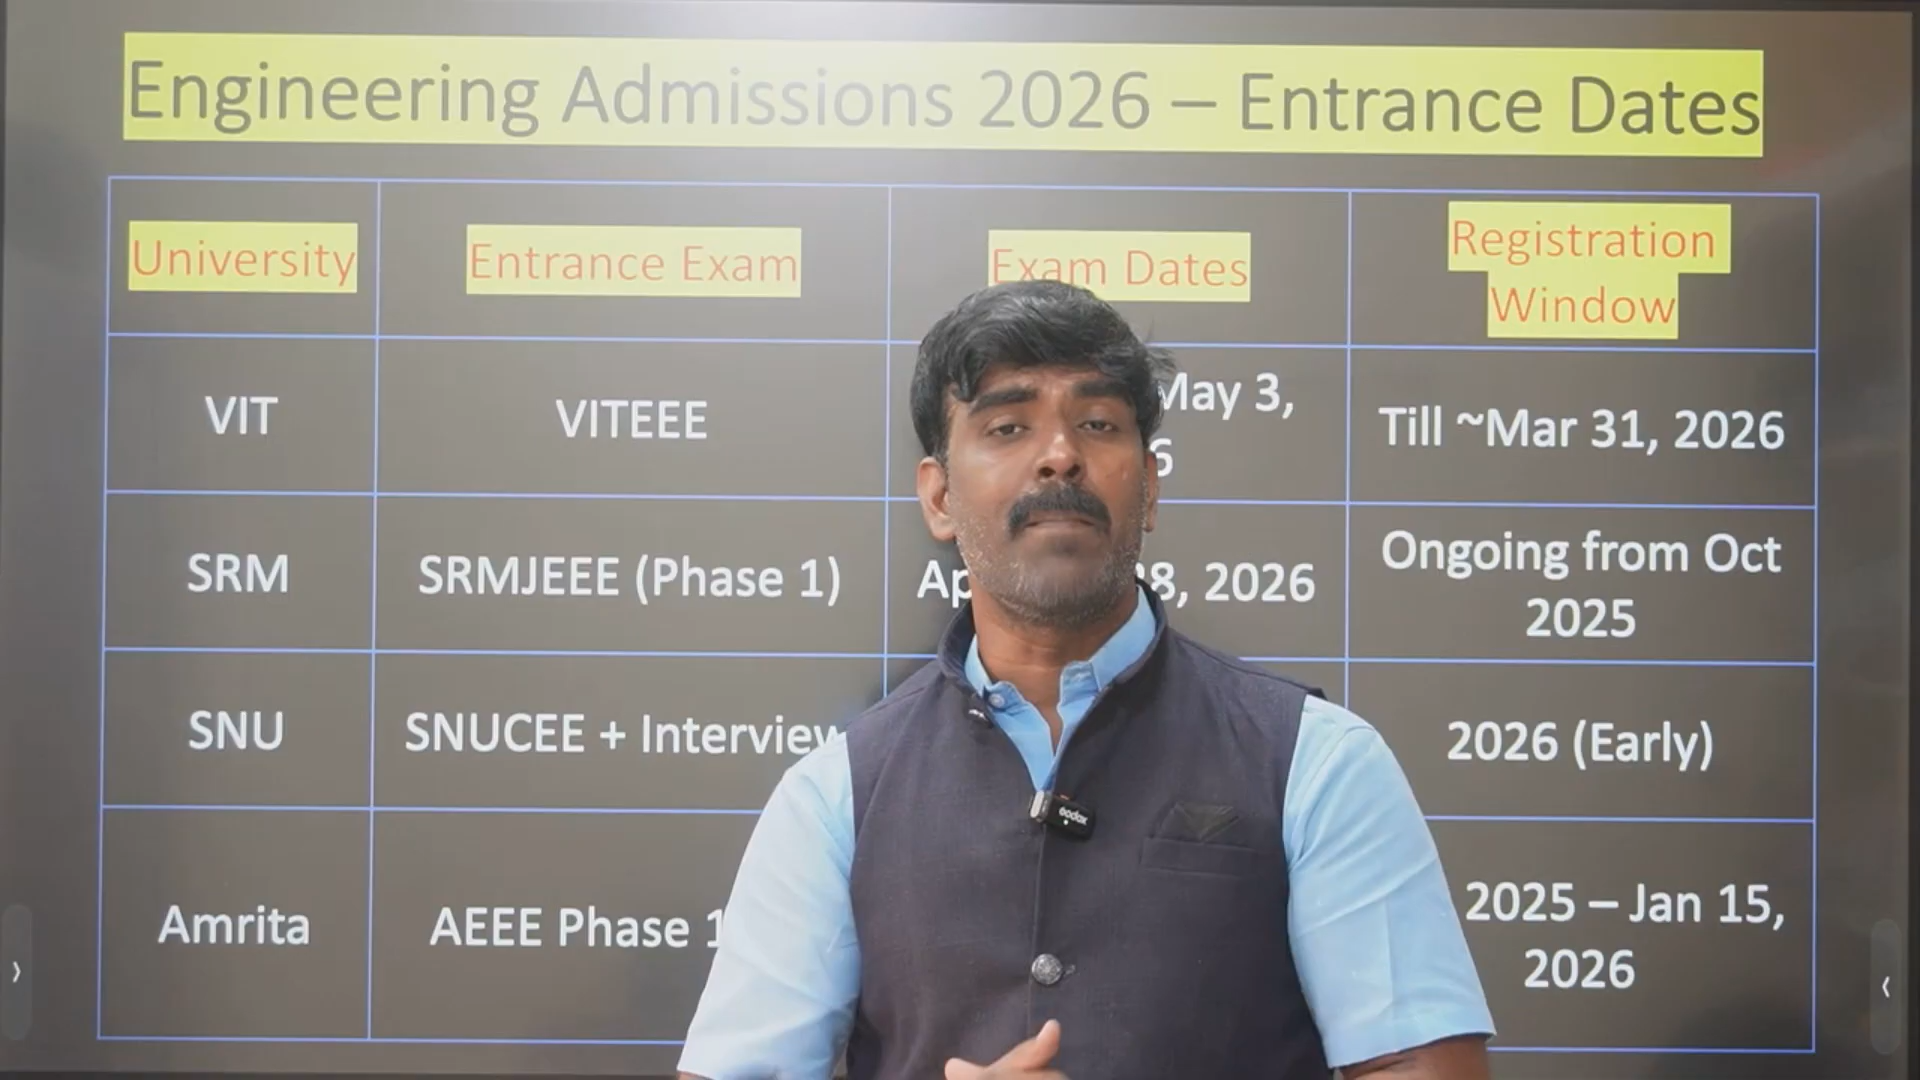 Engineering Admissions 2026 – Entrance Dates
University
Entrance Exam
Exam Dates
Registration
Window
VIT
VITEEE
May 3,
Till ~Mar 31, 2026
SRM
SRMJEEE (Phase 1)
2026
Ongoing from Oct
2025
SNU
SNUCEE + Interview
2026 (Early)
Amrita
AEEE Phase 1
2025 – Jan 15,
2026
Godox